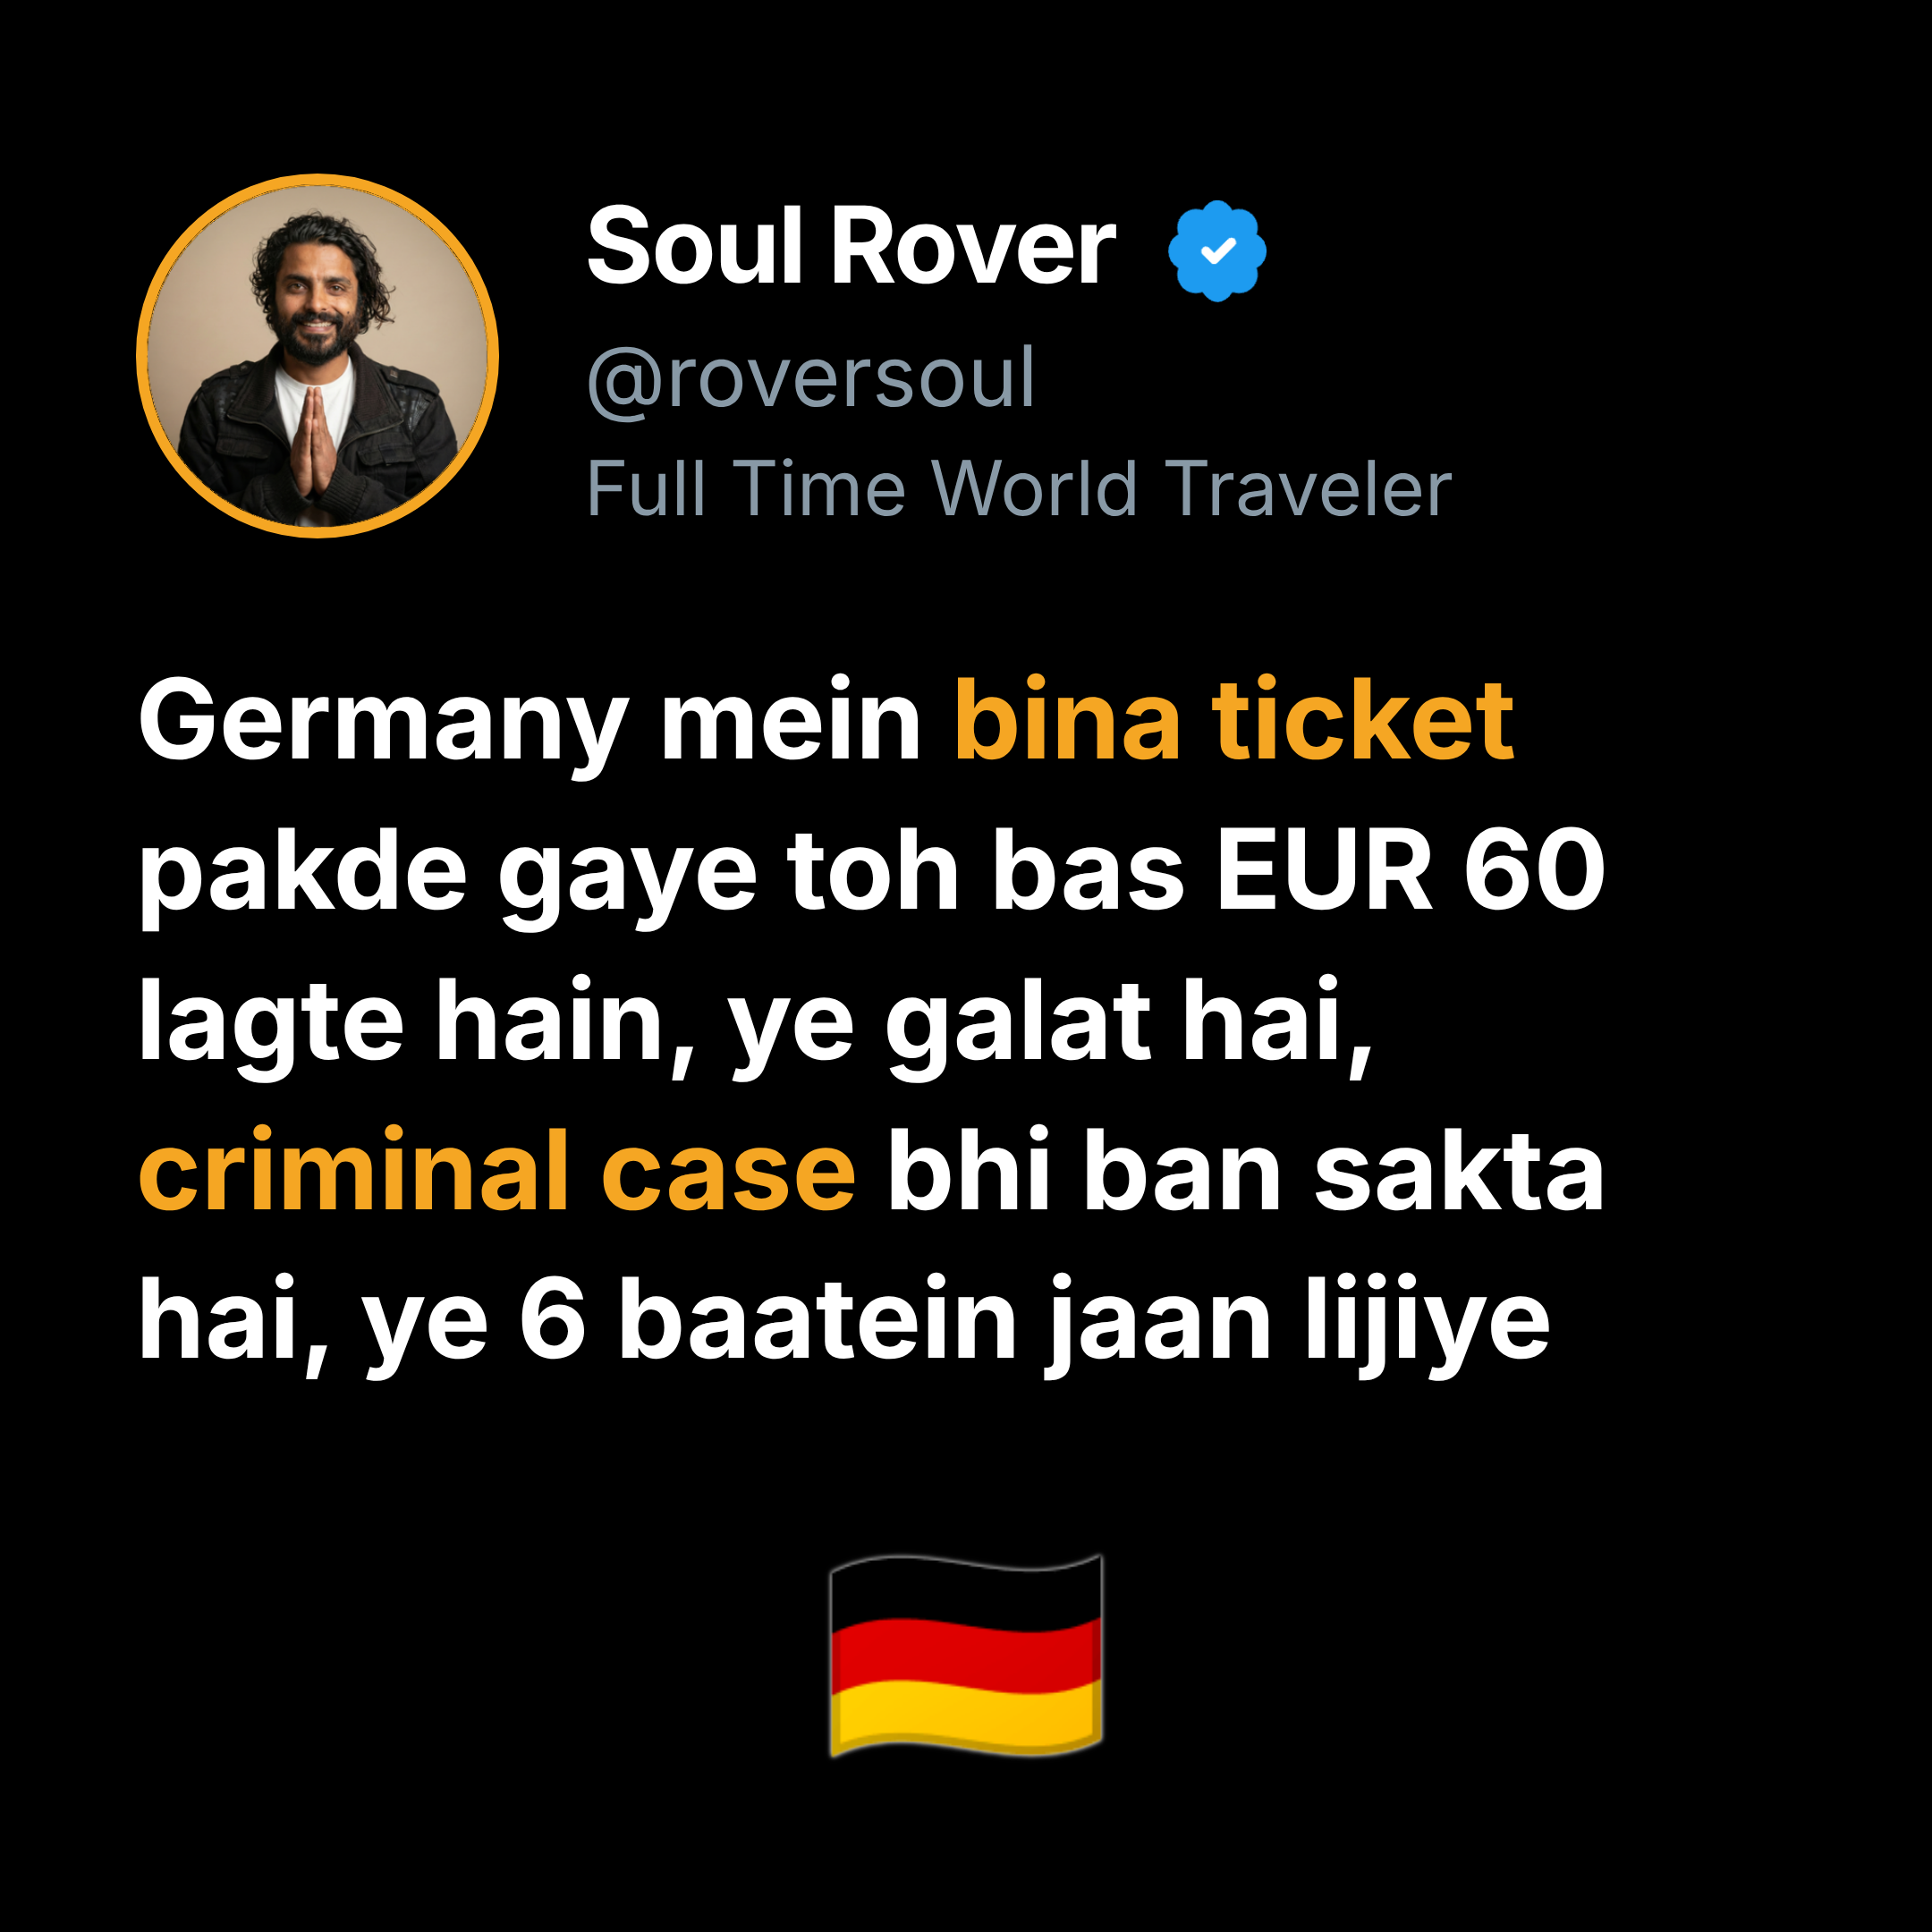 Soul Rover
@roversoul
Full Time World Traveler
Germany mein bina ticket
pakde gaye toh bas EUR 60
lagte hain, ye galat hai,
criminal case bhi ban sakta
hai, ye 6 baatein jaan lijiye